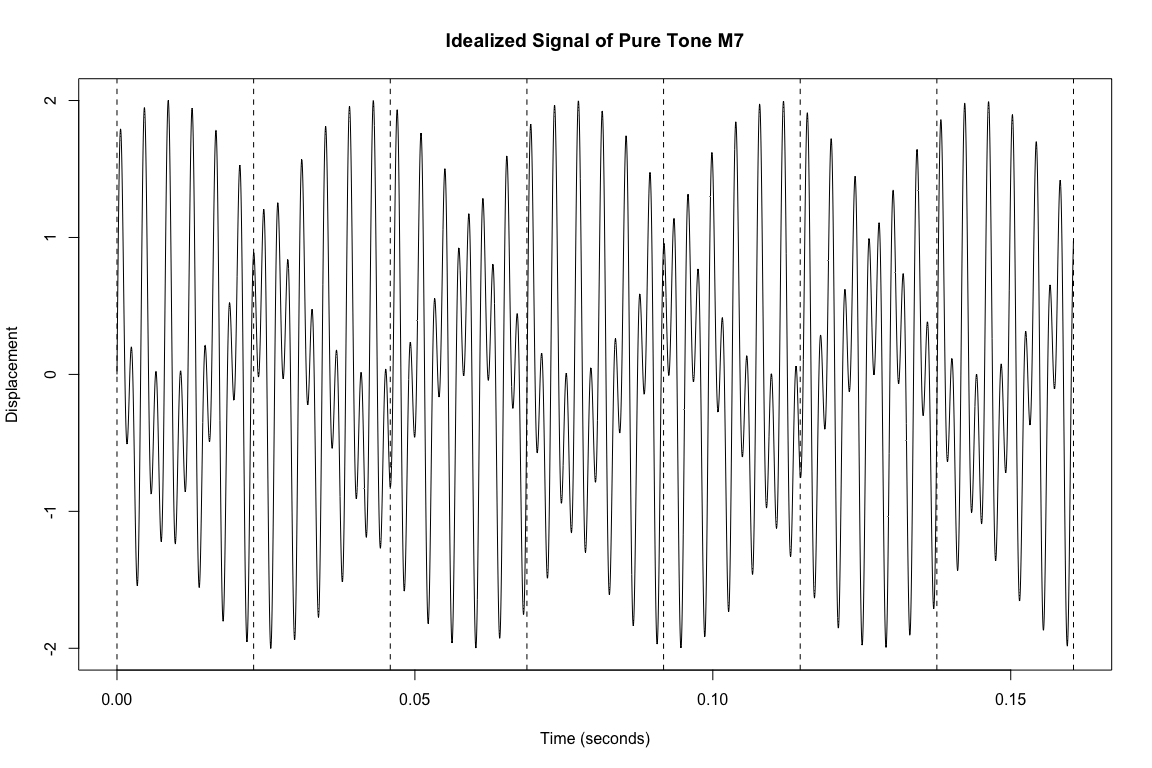 Idealized Signal of Pure Tone M7
2
1
0
-1
-2
Displacement
0.00 0.05 0.10 0.15
Time (seconds)